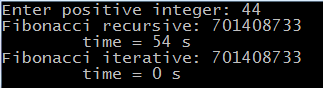 Enter positive integer: 44
Fibonacci recursive: 701408733
time = 54 s
Fibonacci iterative: 701408733
time = 0 s